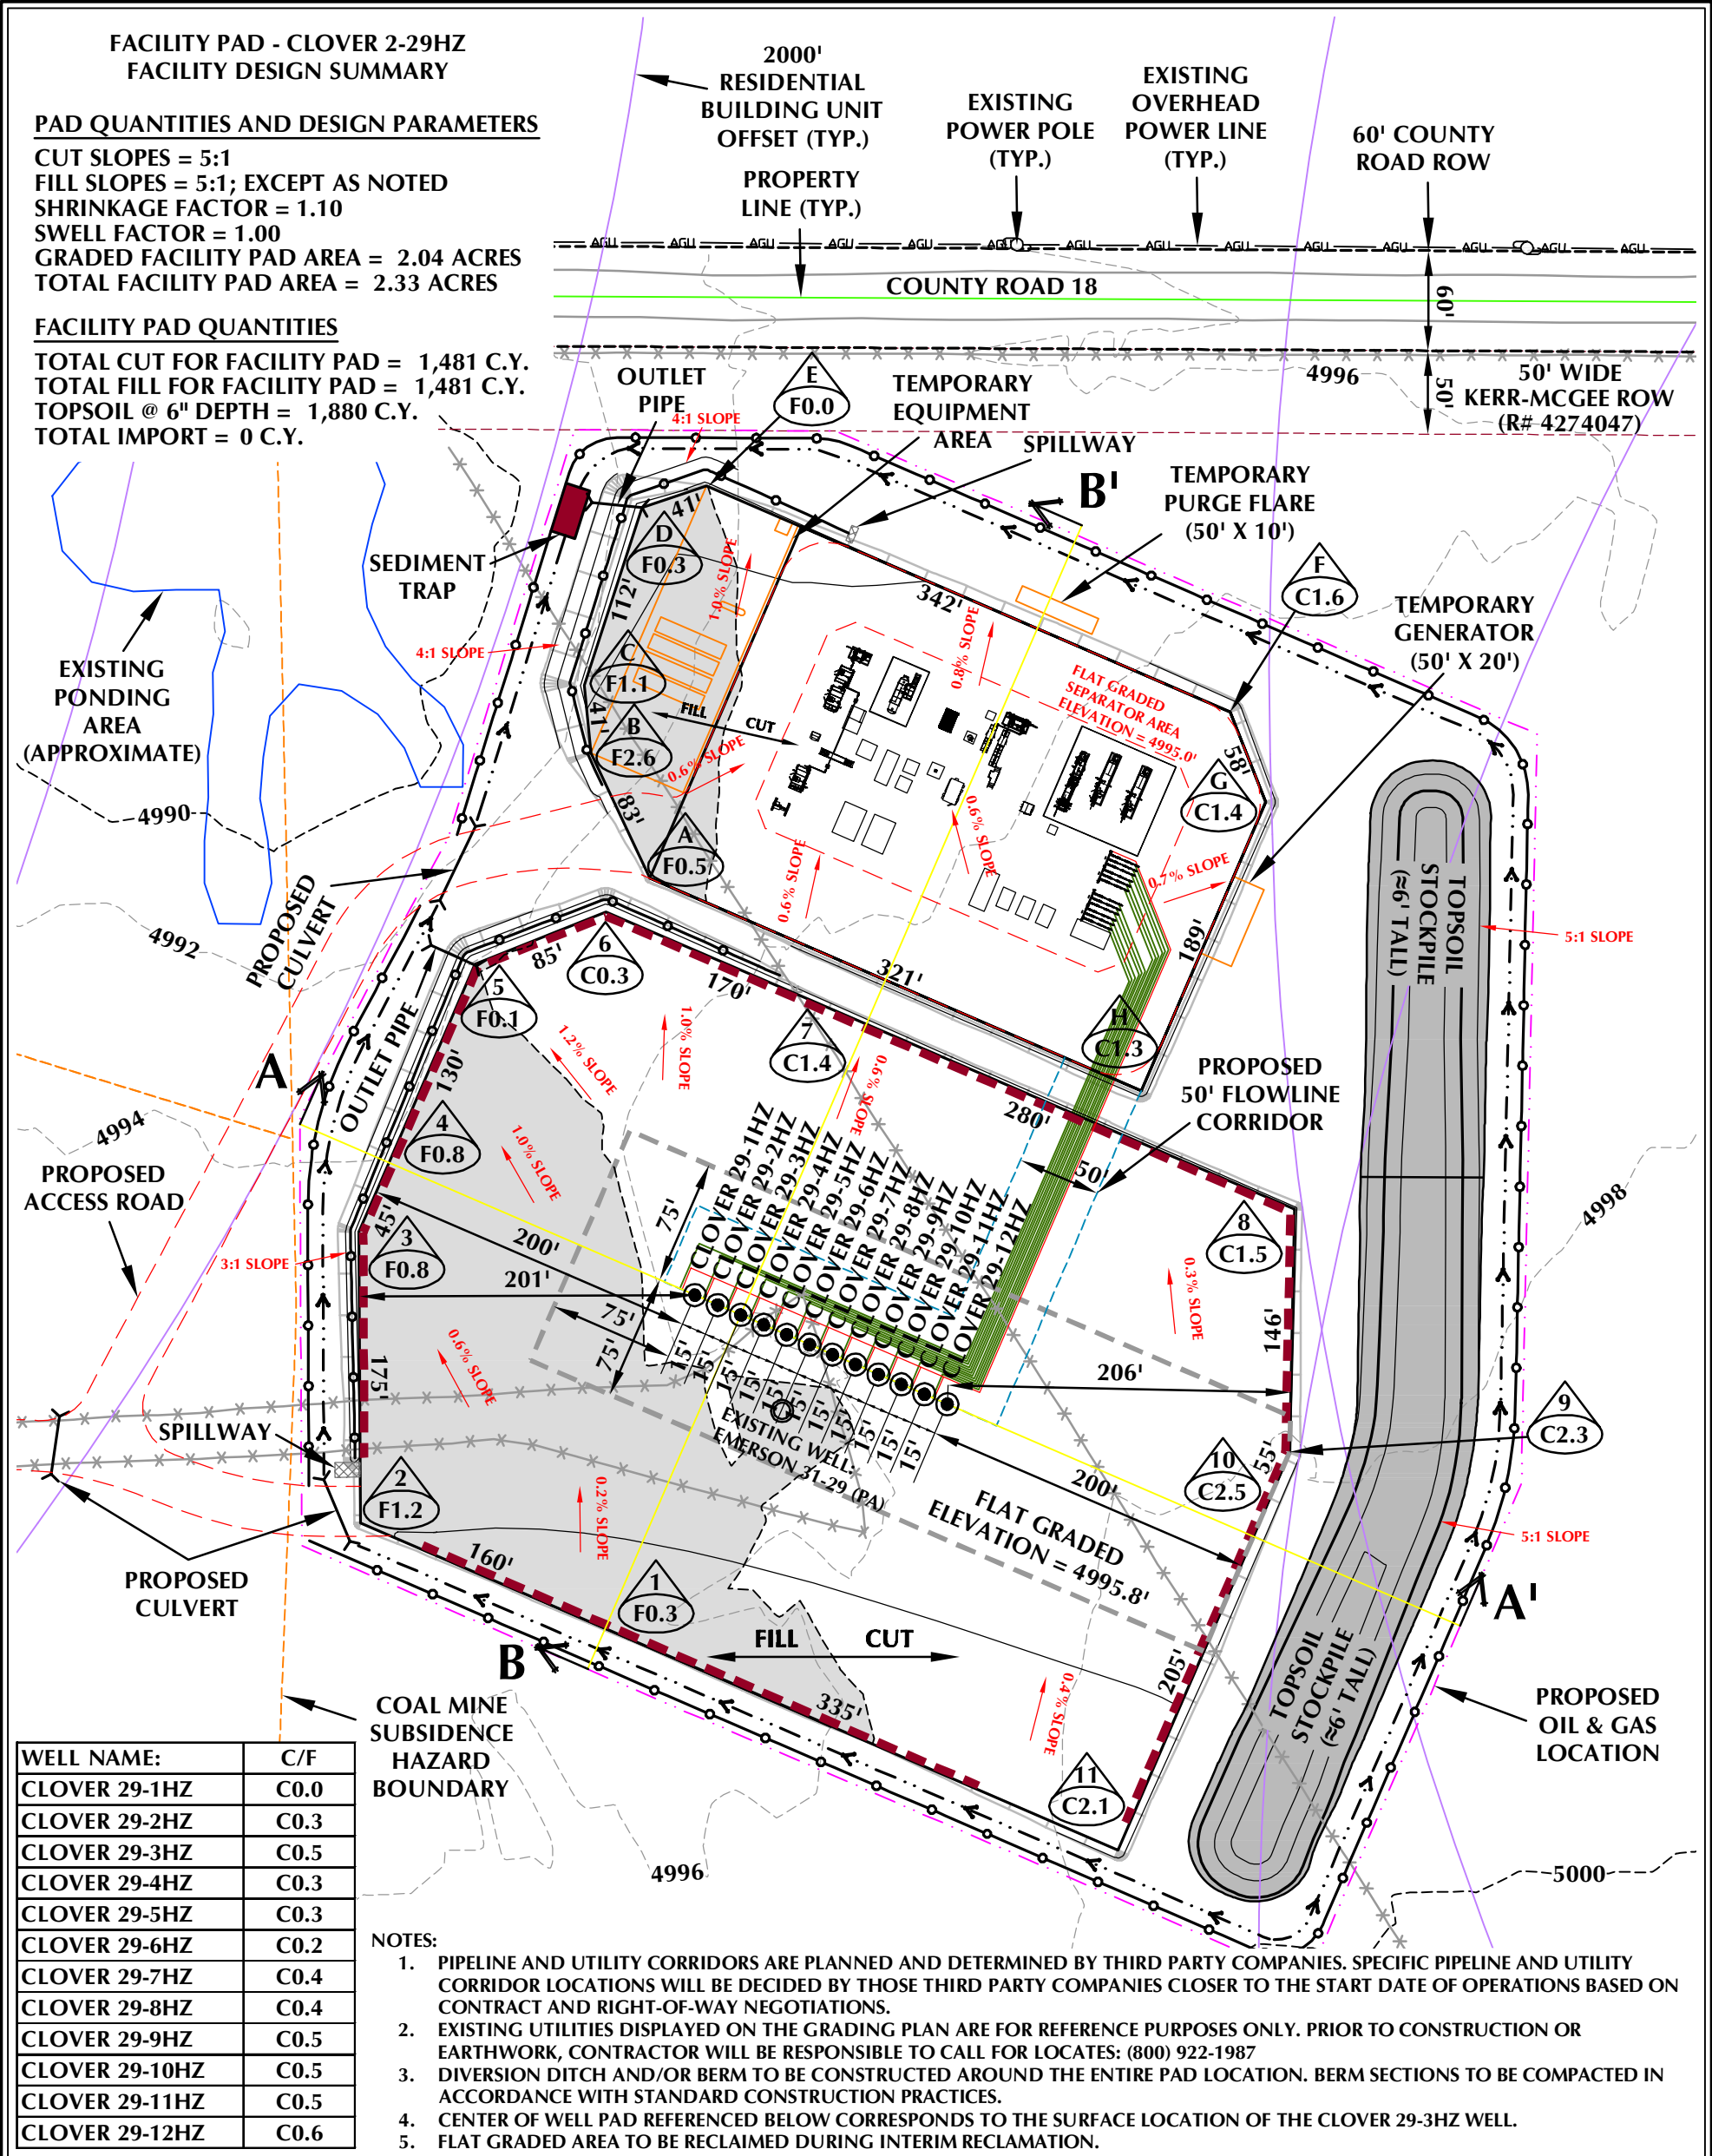 FACILITY PAD - CLOVER 2-29HZ
FACILITY DESIGN SUMMARY
PAD QUANTITIES AND DESIGN PARAMETERS
CUT SLOPES = 5:1
FILL SLOPES = 5:1; EXCEPT AS NOTED
SHRINKAGE FACTOR = 1.10
SWELL FACTOR = 1.00
GRADED FACILITY PAD AREA = 2.04 ACRES
TOTAL FACILITY PAD AREA = 2.33 ACRES
FACILITY PAD QUANTITIES
TOTAL CUT FOR FACILITY PAD = 1,481 C.Y.
TOTAL FILL FOR FACILITY PAD = 1,481 C.Y.
TOPSOIL @ 6" DEPTH = 1,880 C.Y.
TOTAL IMPORT = 0 C.Y.
2000'
RESIDENTIAL
BUILDING UNIT
OFFSET (TYP.)
PROPERTY
LINE (TYP.)
EXISTING
POWER POLE
(TYP.)
EXISTING
OVERHEAD
POWER LINE
(TYP.)
60' COUNTY
ROAD ROW
AGU AGU AGU AGU AGU AGU AGU AGU AGU AGU AGU AGU AGU AGU
COUNTY ROAD 18
60'
4996
50'
50' WIDE
KERR-MCGEE ROW
(R# 4274047)
OUTLET
PIPE
4:1 SLOPE
E
F0.0
TEMPORARY
EQUIPMENT
AREA
SPILLWAY
B'
TEMPORARY
PURGE FLARE
(50' X 10')
41'
D
F0.3
SEDIMENT
TRAP
1.0% SLOPE
F
C1.6
TEMPORARY
GENERATOR
(50' X 20')
112'
342'
4:1 SLOPE
C
F1.1
0.8% SLOPE
FLAT GRADED
SEPARATOR AREA
ELEVATION = 4995.0'
EXISTING
PONDING
AREA
(APPROXIMATE)
41'
FILL
CUT
B
F2.6
0.6% SLOPE
58'
G
C1.4
4990
83'
A
F0.5
0.6% SLOPE
0.6% SLOPE
0.7% SLOPE
TOPSOIL
STOCKPILE
(≈6' TALL)
5:1 SLOPE
4992
PROPOSED
CULVERT
85'
6
C0.3
170'
321'
189'
5
F0.1
1.2% SLOPE
1.0% SLOPE
7
C1.4
H
C1.3
A
OUTLET PIPE
130'
0.6% SLOPE
280'
PROPOSED
50' FLOWLINE
CORRIDOR
4994
4
F0.8
1.0% SLOPE
50'
PROPOSED
ACCESS ROAD
CLOVER 29-1HZ
CLOVER 29-2HZ
CLOVER 29-3HZ
CLOVER 29-4HZ
CLOVER 29-5HZ
CLOVER 29-6HZ
CLOVER 29-7HZ
CLOVER 29-8HZ
CLOVER 29-9HZ
CLOVER 29-10HZ
CLOVER 29-11HZ
CLOVER 29-12HZ
4998
45'
3
F0.8
200'
75'
8
C1.5
3:1 SLOPE
201'
0.3% SLOPE
75'
75'
0.6% SLOPE
175'
146'
15'
15'
15'
15'
15'
15'
15'
15'
15'
15'
15'
206'
SPILLWAY
EXISTING WELL:
EMERSON 31-29 (PA)
9
C2.3
2
F1.2
0.2% SLOPE
200'
10
C2.5
55'
FLAT GRADED
ELEVATION = 4995.8'
5:1 SLOPE
160'
PROPOSED
CULVERT
1
F0.3
A'
B
FILL
CUT
TOPSOIL
STOCKPILE
(≈6' TALL)
205'
335'
0.4% SLOPE
COAL MINE
SUBSIDENCE
HAZARD
BOUNDARY
PROPOSED
OIL & GAS
LOCATION
11
C2.1
4996
5000
WELL NAME: C/F
CLOVER 29-1HZ C0.0
CLOVER 29-2HZ C0.3
CLOVER 29-3HZ C0.5
CLOVER 29-4HZ C0.3
CLOVER 29-5HZ C0.3
CLOVER 29-6HZ C0.2
CLOVER 29-7HZ C0.4
CLOVER 29-8HZ C0.4
CLOVER 29-9HZ C0.5
CLOVER 29-10HZ C0.5
CLOVER 29-11HZ C0.5
CLOVER 29-12HZ C0.6
NOTES:
1. PIPELINE AND UTILITY CORRIDORS ARE PLANNED AND DETERMINED BY THIRD PARTY COMPANIES. SPECIFIC PIPELINE AND UTILITY
CORRIDOR LOCATIONS WILL BE DECIDED BY THOSE THIRD PARTY COMPANIES CLOSER TO THE START DATE OF OPERATIONS BASED ON
CONTRACT AND RIGHT-OF-WAY NEGOTIATIONS.
2. EXISTING UTILITIES DISPLAYED ON THE GRADING PLAN ARE FOR REFERENCE PURPOSES ONLY. PRIOR TO CONSTRUCTION OR
EARTHWORK, CONTRACTOR WILL BE RESPONSIBLE TO CALL FOR LOCATES: (800) 922-1987
3. DIVERSION DITCH AND/OR BERM TO BE CONSTRUCTED AROUND THE ENTIRE PAD LOCATION. BERM SECTIONS TO BE COMPACTED IN
ACCORDANCE WITH STANDARD CONSTRUCTION PRACTICES.
4. CENTER OF WELL PAD REFERENCED BELOW CORRESPONDS TO THE SURFACE LOCATION OF THE CLOVER 29-3HZ WELL.
5. FLAT GRADED AREA TO BE RECLAIMED DURING INTERIM RECLAMATION.